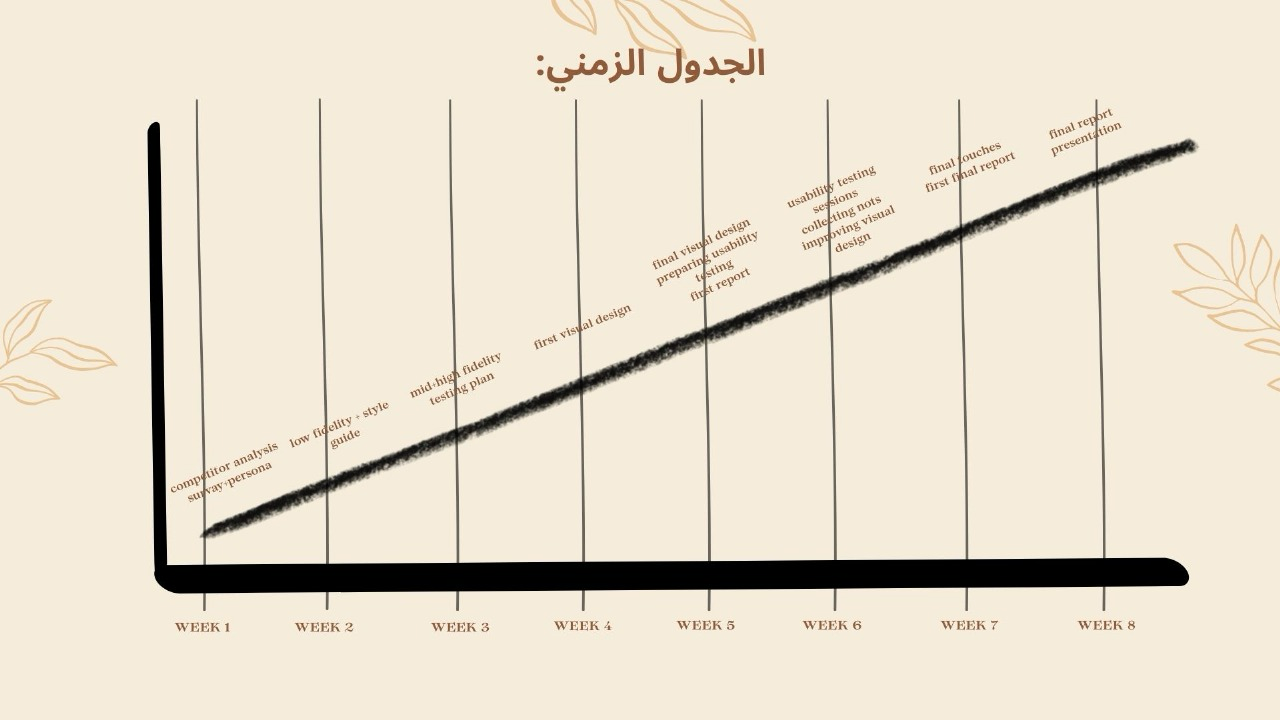 الجدول الزمني:
competitor analysis
survay+persona
low fidelity + style
guide
mid+high fidelity
testing plan
first visual design
final visual design
preparing usability
testing
first report
usability testing
sessions
collecting nots
improving visual
design
final touches
first final report
final report
presentation
WEEK 1
WEEK 2
WEEK 3
WEEK 4
WEEK 5
WEEK 6
WEEK 7
WEEK 8